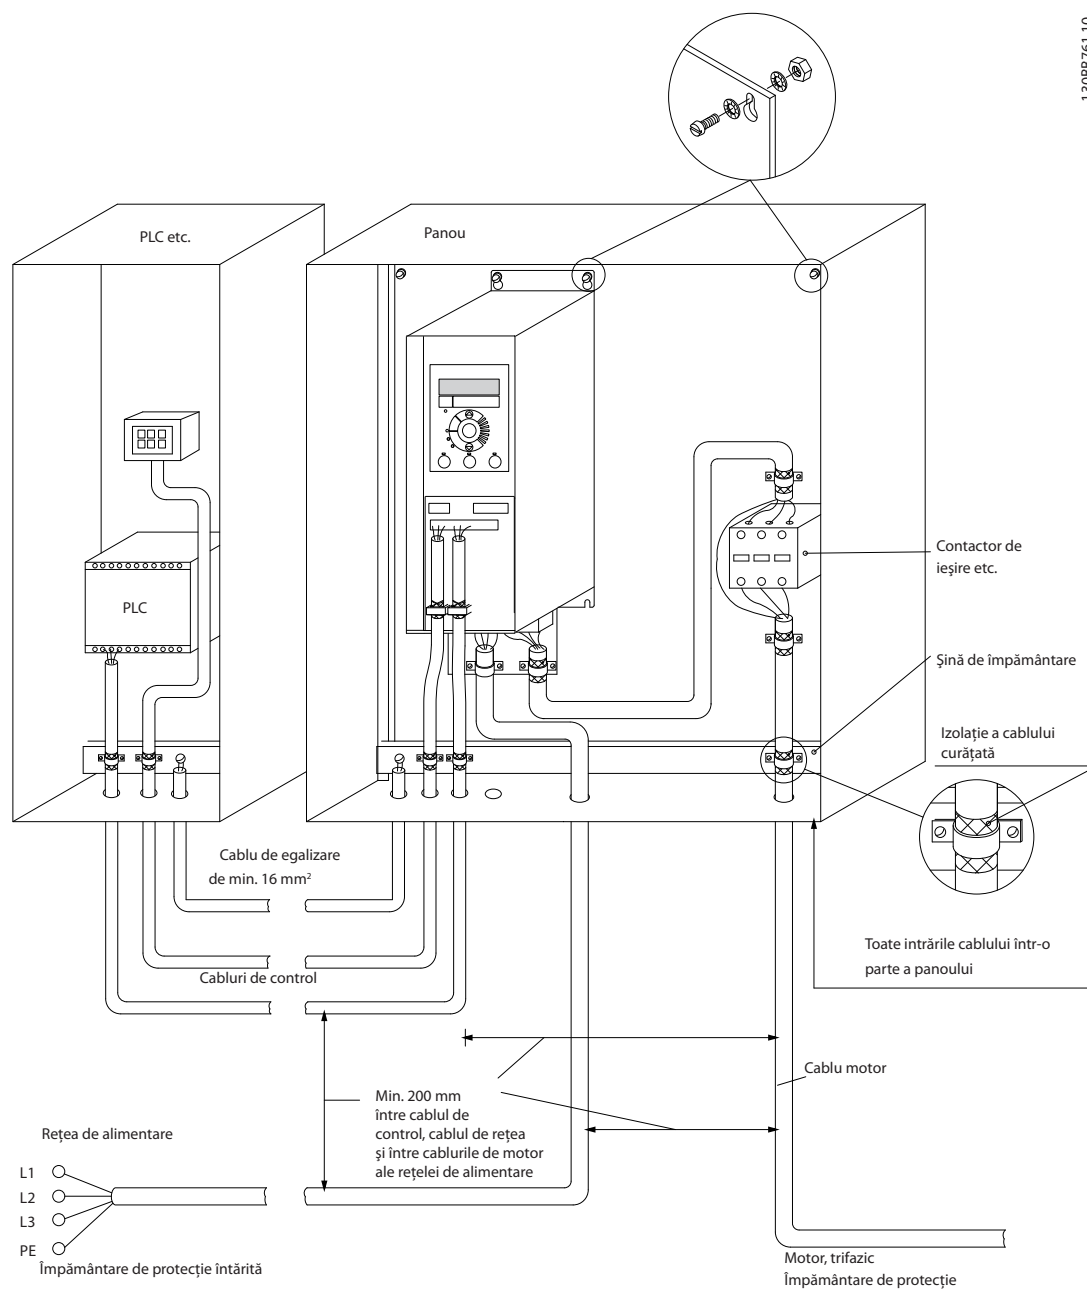 130BB761.10
PLC etc.
Panou
PLC
Contactor de
ieşire etc.
Şină de împământare
Izolaţie a cablului
curăţată
Cablu de egalizare
de min. 16 mm²
Toate intrările cablului într-o
parte a panoului
Cabluri de control
Cablu motor
Min. 200 mm
între cablul de
control, cablul de reţea
şi între cablurile de motor
ale reţelei de alimentare
Reţea de alimentare
L1
L2
L3
PE
Împământare de protecţie întărită
Motor, trifazic
Împământare de protecţie